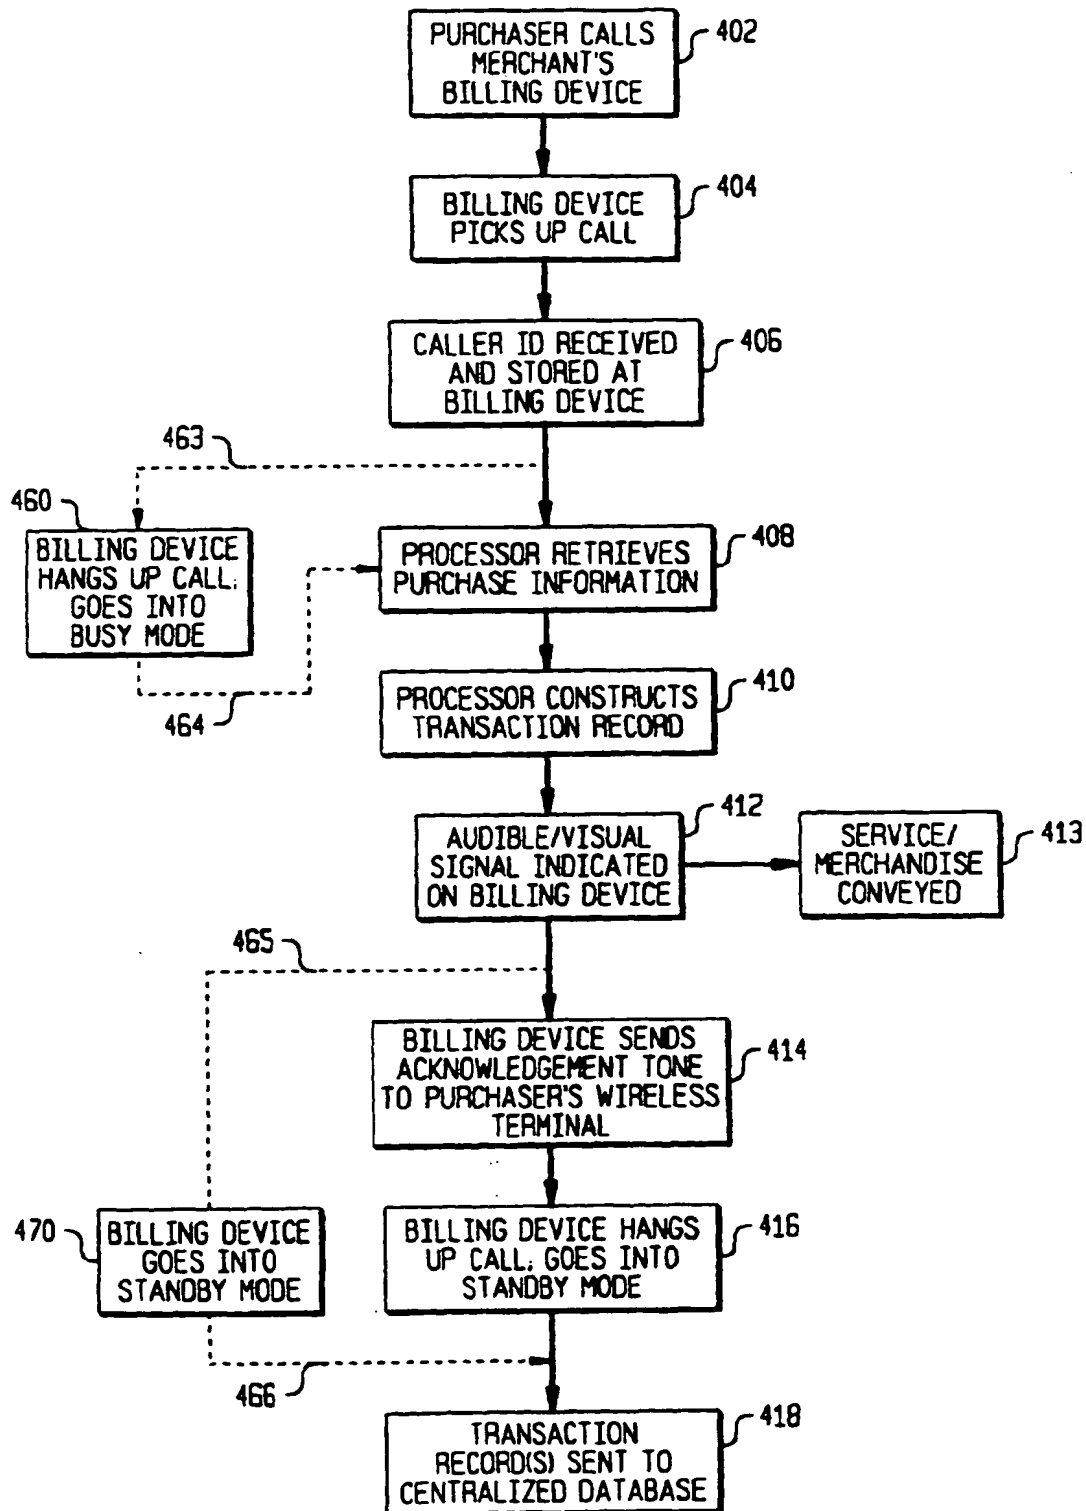 PURCHASER CALLS
MERCHANT'S
BILLING DEVICE
402
BILLING DEVICE
PICKS UP CALL
404
CALLER ID RECEIVED
AND STORED AT
BILLING DEVICE
406
463
460
BILLING DEVICE
HANGS UP CALL;
GOES INTO
BUSY MODE
PROCESSOR RETRIEVES
PURCHASE INFORMATION
408
464
PROCESSOR CONSTRUCTS
TRANSACTION RECORD
410
AUDIBLE/VISUAL
SIGNAL INDICATED
ON BILLING DEVICE
412
SERVICE/
MERCHANDISE
CONVEYED
413
465
BILLING DEVICE SENDS
ACKNOWLEDGEMENT TONE
TO PURCHASER'S WIRELESS
TERMINAL
414
470
BILLING DEVICE
GOES INTO
STANDBY MODE
BILLING DEVICE HANGS
UP CALL; GOES INTO
STANDBY MODE
416
466
TRANSACTION
RECORD(S) SENT TO
CENTRALIZED DATABASE
418